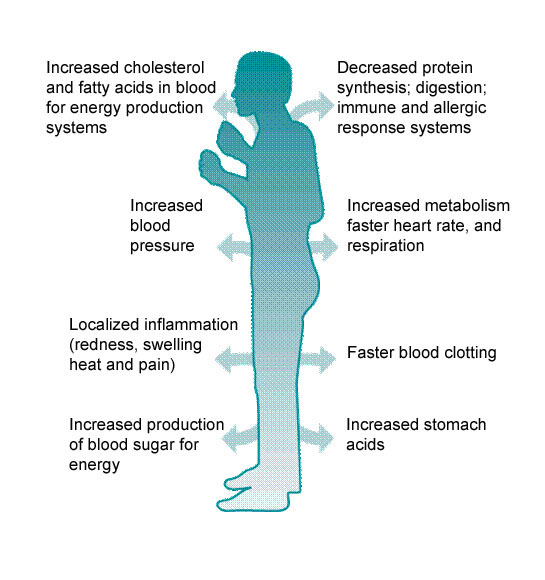 Increased cholesterol
and fatty acids in blood
for energy production
systems
Decreased protein
synthesis; digestion;
immune and allergic
response systems
Increased
blood
pressure
Increased metabolism
faster heart rate, and
respiration
Localized inflammation
(redness, swelling
heat and pain)
Faster blood clotting
Increased production
of blood sugar for
energy
Increased stomach
acids